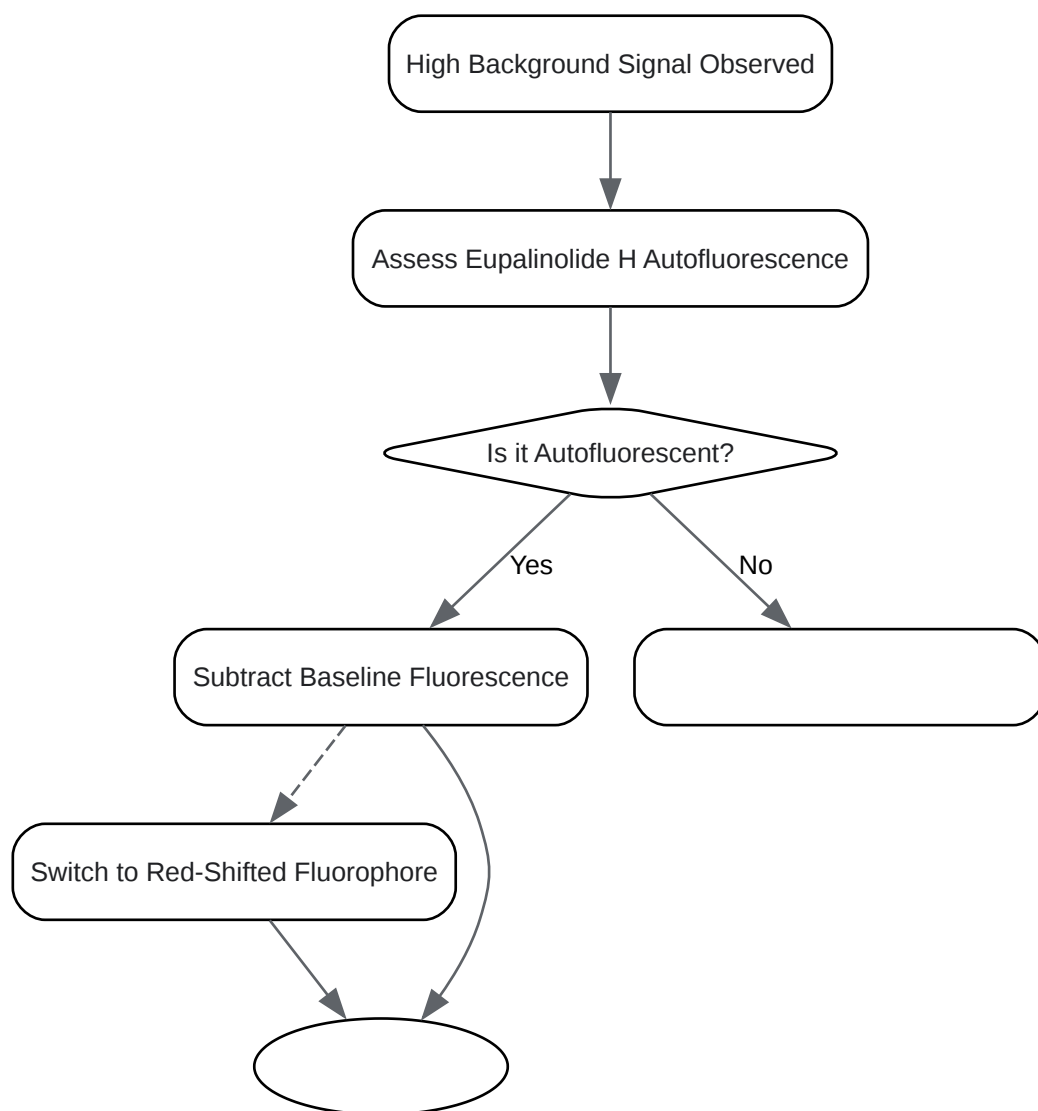 High Background Signal Observed
Assess Eupalinolide H Autofluorescence
Is it Autofluorescent?
Yes
No
Subtract Baseline Fluorescence
Switch to Red-Shifted Fluorophore